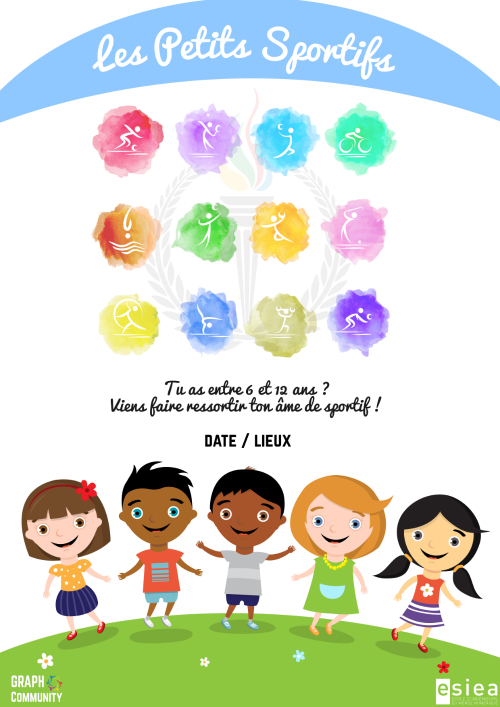 Les Petits Sportifs
Tu as entre 6 et 12 ans ?
Viens faire ressortir ton âme de sportif !
DATE / LIEUX
GRAPH
COMMUNITY
esiea